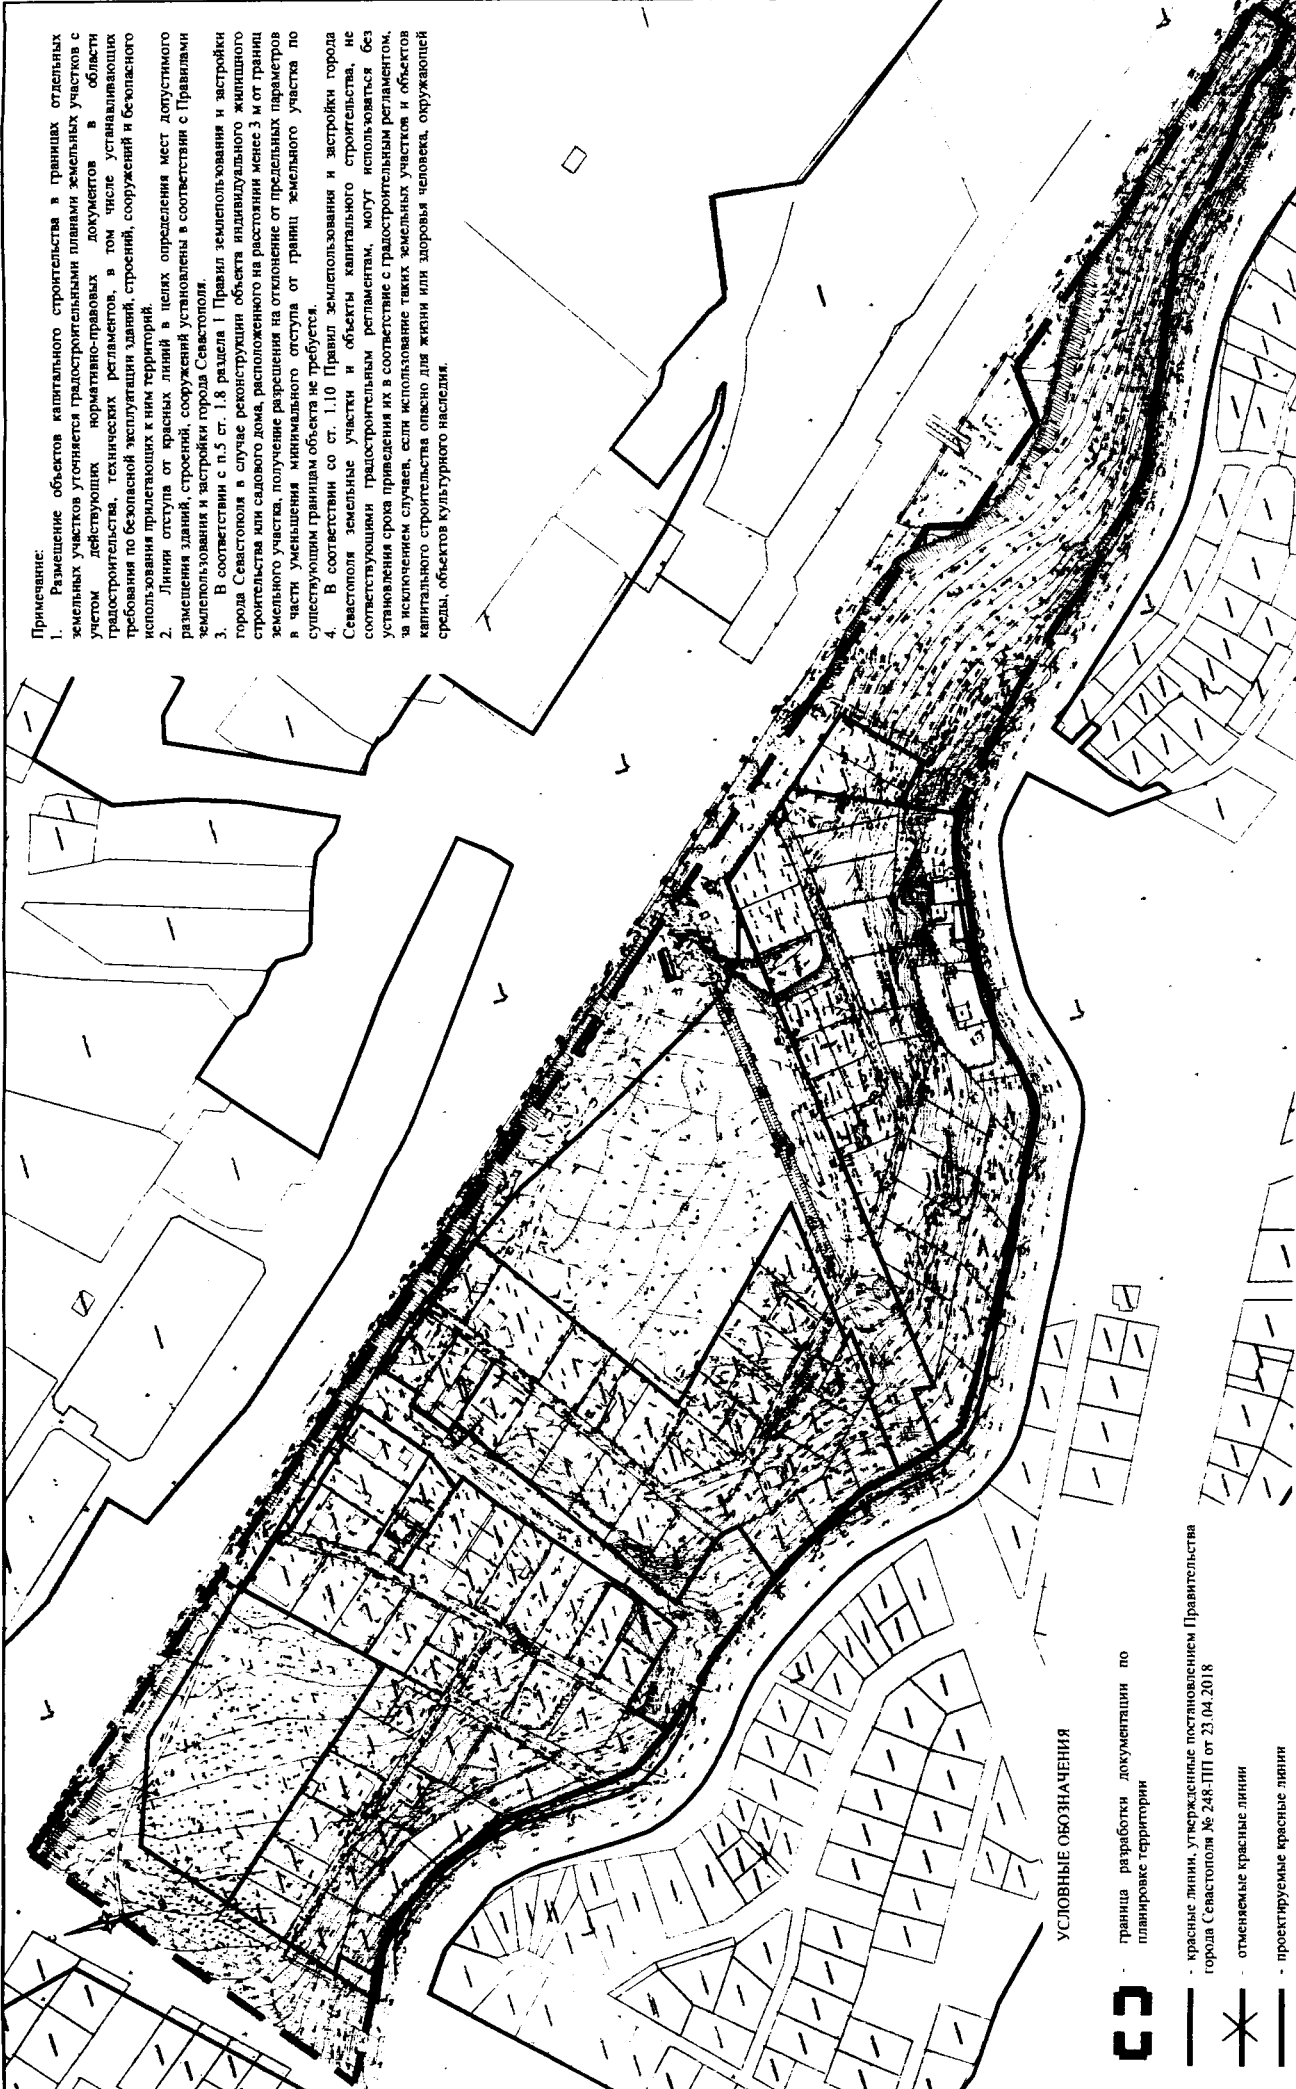 Примечание:
1. Размещение объектов капитального строительства в границах отдельных
земельных участков уточняется градостроительными планами земельных участков с
учетом действующих нормативно-правовых документов в области
градостроительства, технических регламентов, в том числе устанавливающих
требования по безопасной эксплуатации зданий, строений, сооружений и безопасного
использования прилегающих к ним территорий.
2. Линии отступа от красных линий в целях определения мест допустимого
размещения зданий, строений, сооружений установлены в соответствии с Правилами
землепользования и застройки города Севастополя.
3. В соответствии с п.5 ст. 1.8 раздела 1 Правил землепользования и застройки
города Севастополя в случае реконструкции объекта индивидуального жилищного
строительства или садового дома, расположенного на расстоянии менее 3 м от границ
земельного участка, получение разрешения на отклонение от предельных параметров
в части уменьшения минимального отступа от границ земельного участка по
существующим границам объекта не требуется.
4. В соответствии со ст. 1.10 Правил землепользования и застройки города
Севастополя земельные участки и объекты капитального строительства, не
соответствующими градостроительным регламентам, могут использоваться без
установления срока приведения их в соответствие с градостроительным регламентом,
за исключением случаев, если использование таких земельных участков и объектов
капитального строительства опасно для жизни или здоровья человека, окружающей
среды, объектов культурного наследия.
УСЛОВНЫЕ ОБОЗНАЧЕНИЯ
- граница разработки документации по
планировке территории
- красные линии, утвержденные постановлением Правительства
города Севастополя № 248-ПП от 23.04.2018
- отменяемые красные линии
- проектируемые красные линии